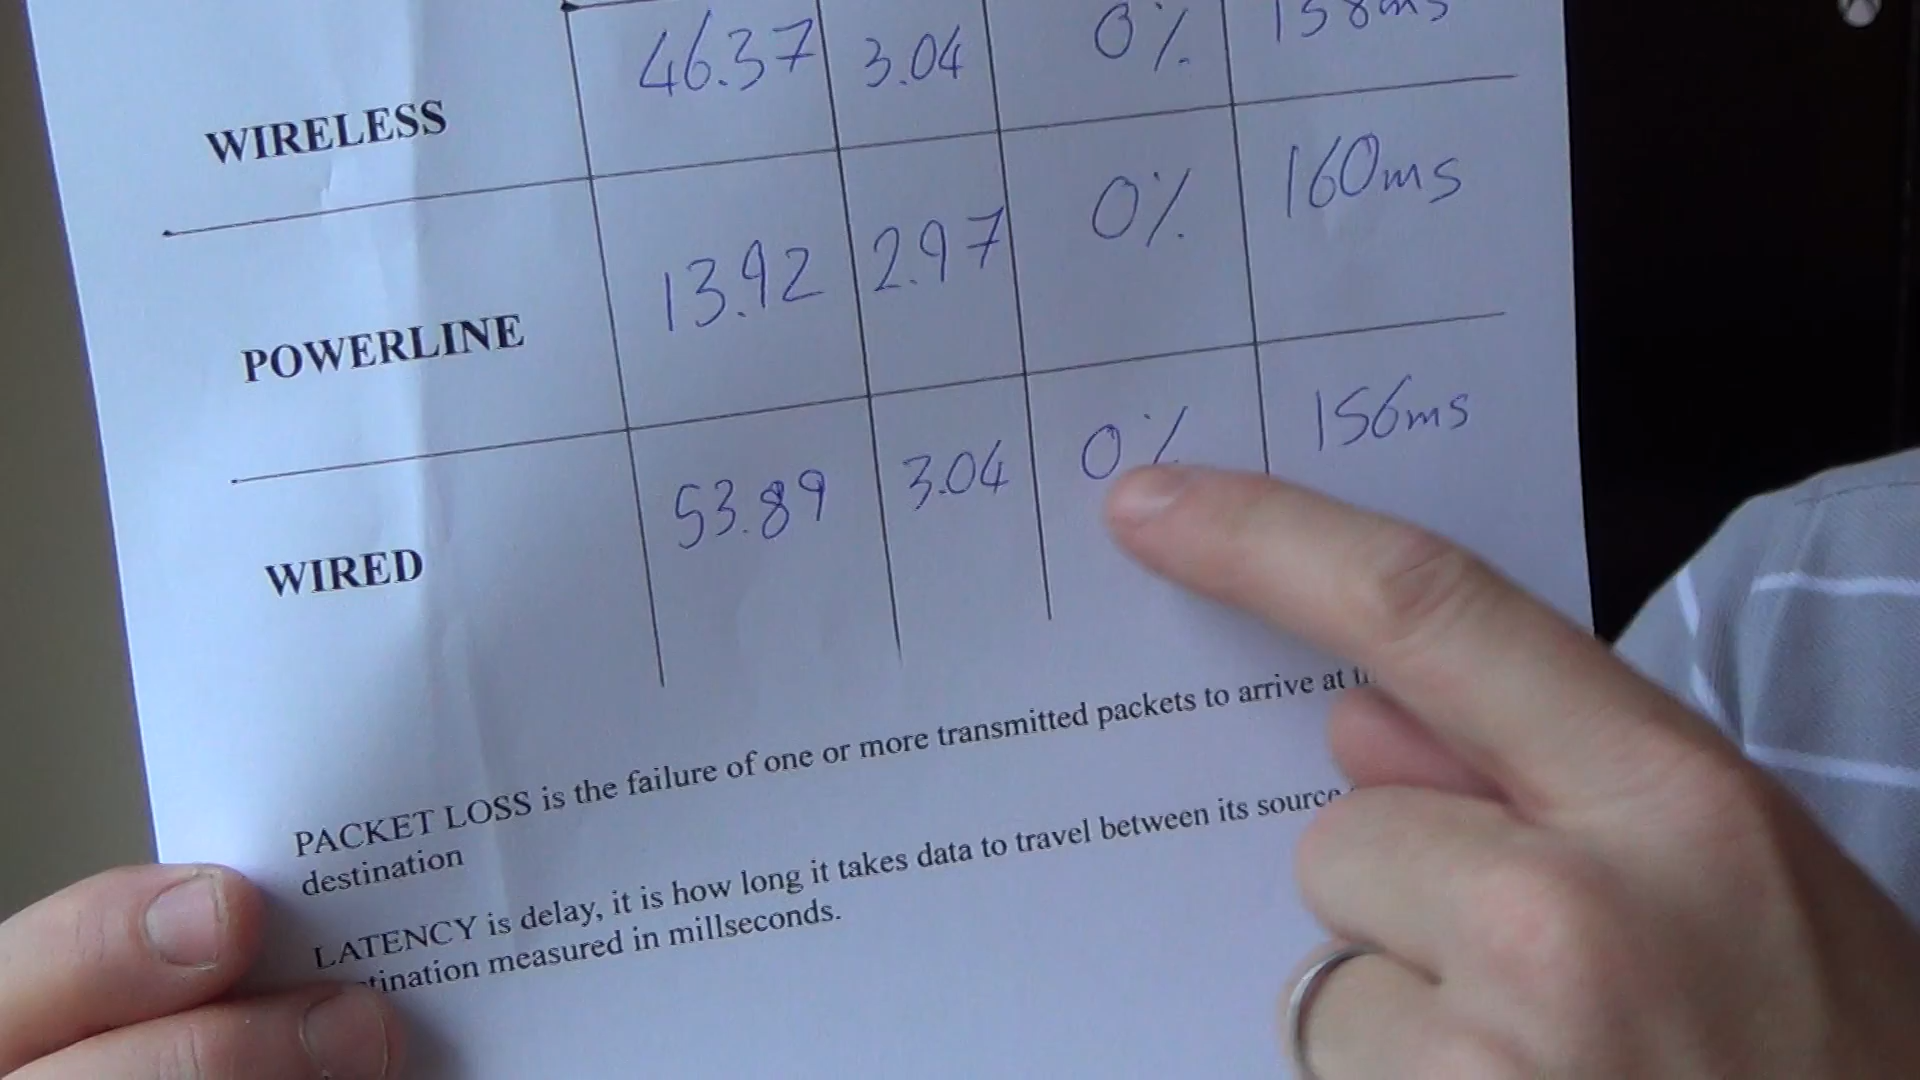 WIRELESS 46.37 3.04 0% 158ms
POWERLINE 13.92 2.97 0% 160ms
WIRED 53.89 3.04 0% 156ms
PACKET LOSS is the failure of one or more transmitted packets to arrive at
destination
LATENCY is delay, it is how long it takes data to travel between its source
measured in millseconds.